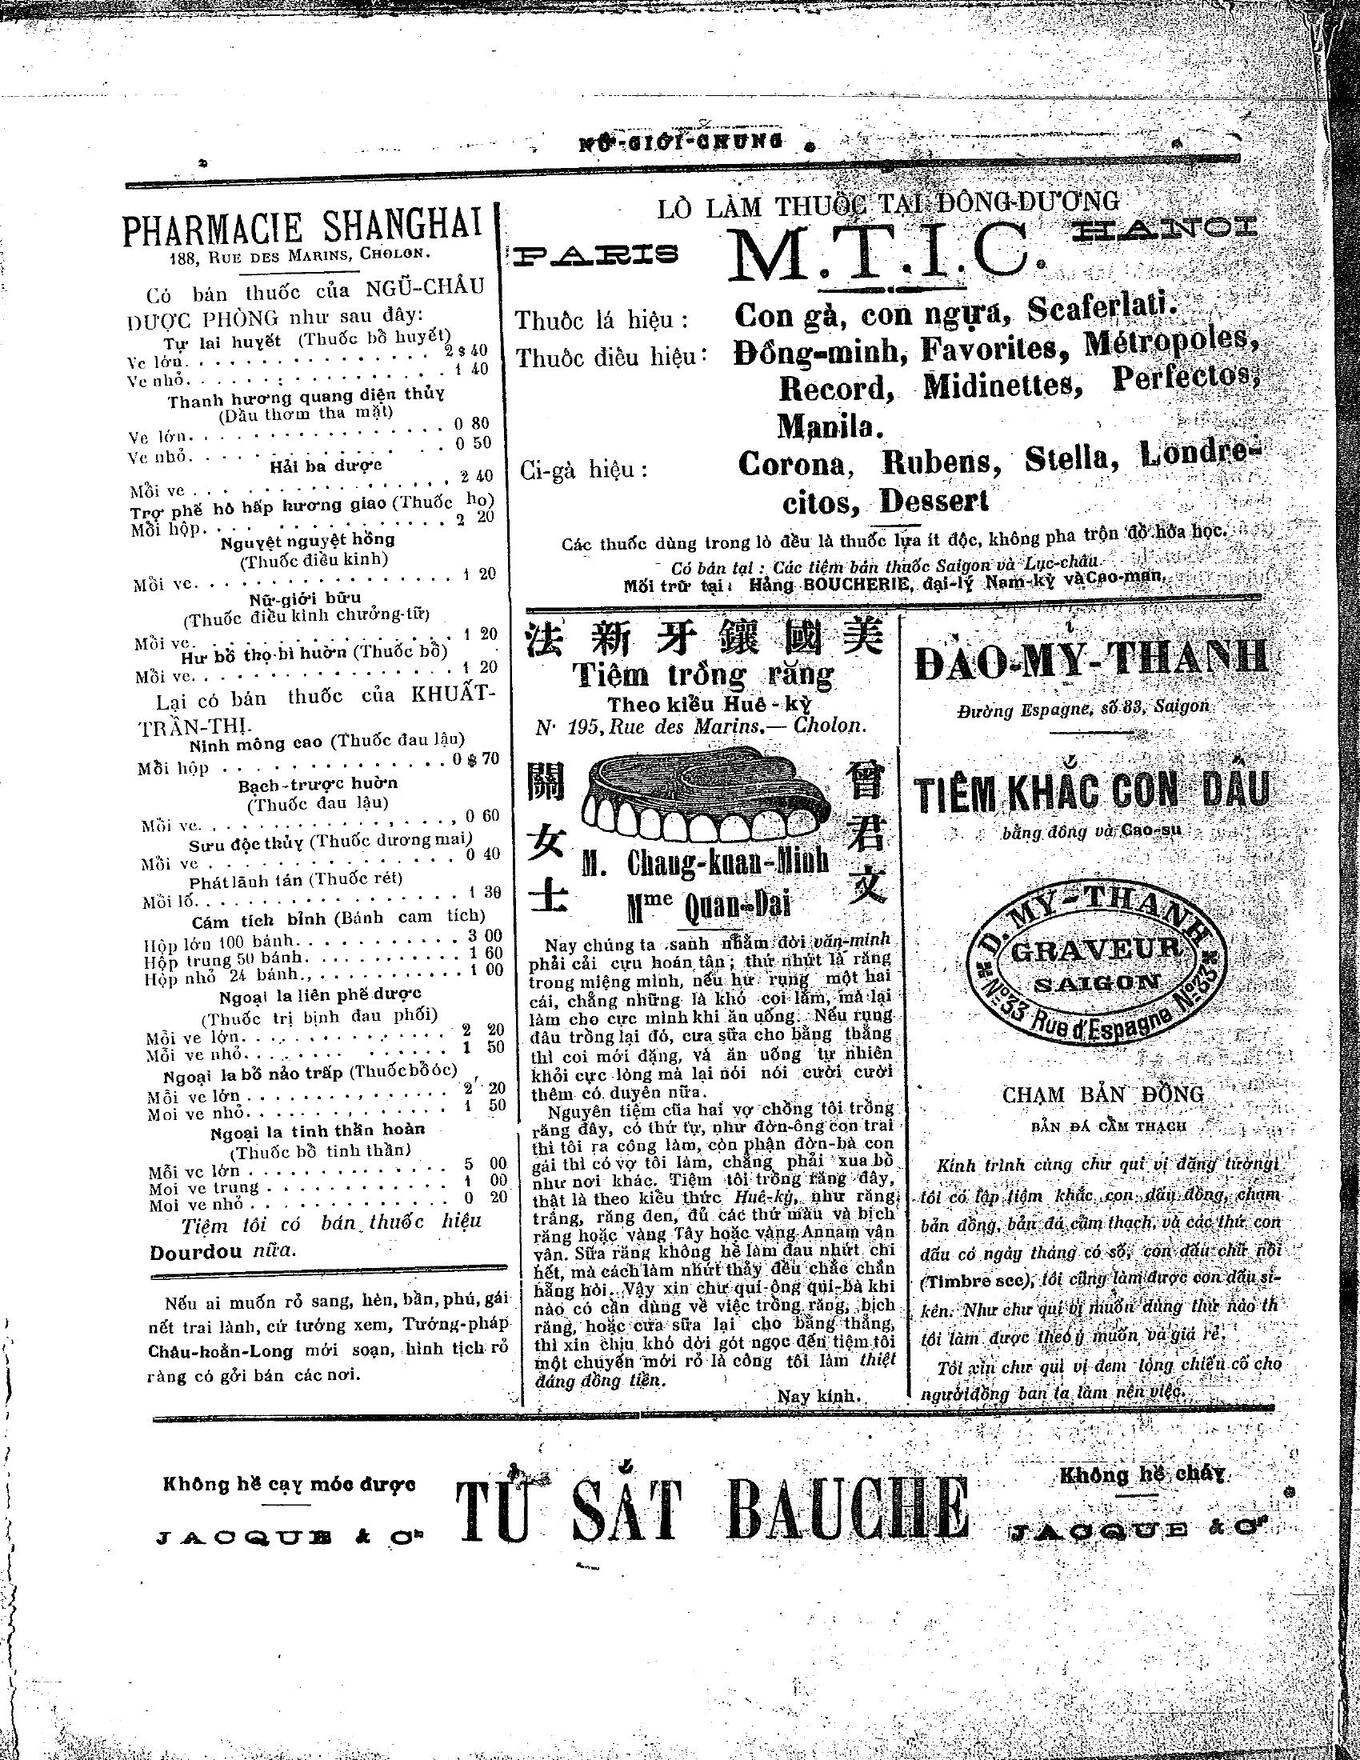 NỮ-GIỚI-CHUNG
PHARMACIE SHANGHAI
188, RUE DES MARINS, CHOLON.
Có bán thuốc của NGŨ-CHÂU
DƯỢC PHÒNG như sau đây:
Tự lai huyết (Thuốc bổ huyết)
Ve lớn. . . . . . . . . . . . . . 2 $ 40
Ve nhỏ. . . . . . . . . . . . . . 1 40
Thanh hương quang diện thủy
(Dầu thơm tha mặt)
Ve lớn. . . . . . . . . . . . . . 0 80
Ve nhỏ. . . . . . . . . . . . . . 0 50
Hải ba dược
Mỗi ve . . . . . . . . . . . . . . 2 40
Trợ phế hô hấp hương giao (Thuốc ho)
Mỗi hộp. . . . . . . . . . . . . . 2 20
Nguyệt nguyệt hồng
(Thuốc điều kinh)
Mỗi ve. . . . . . . . . . . . . . 1 20
Nữ-giới bửu
(Thuốc điều kinh chưởng-tử)
Mỗi ve. . . . . . . . . . . . . . 1 20
Hư bổ thọ bì huờn (Thuốc bổ)
Mỗi ve. . . . . . . . . . . . . . 1 20
Lại có bán thuốc của KHUẤT-
TRẦN-THỊ.
Ninh mông cao (Thuốc đau lậu)
Mỗi hộp . . . . . . . . . . . . 0 $ 70
Bạch-trược huờn
(Thuốc đau lậu)
Mỗi ve. . . . . . . . . . . . . . 0 60
Sưu độc thủy (Thuốc dương mai)
Mỗi ve . . . . . . . . . . . . . . 0 40
Phát lãnh tán (Thuốc rét)
Mỗi lố. . . . . . . . . . . . . . 1 30
Cám tích bỉnh (Bánh cam tích)
Hộp lớn 100 bánh. . . . . . . . . . . 3 00
Hộp trung 50 bánh. . . . . . . . . . . 1 60
Hộp nhỏ 24 bánh., . . . . . . . . . . 1 00
Ngoại la liên phế dược
(Thuốc trị bịnh đau phổi)
Mỗi ve lớn. . . . . . . . . . . . . 2 20
Mỗi ve nhỏ. . . . . . . . . . . . . 1 50
Ngoại la bổ não trấp (Thuốc bổ óc)
Mỗi ve lớn . . . . . . . . . . . . 2 20
Moi ve nhỏ. . . . . . . . . . . . 1 50
Ngoại la tinh thần hoàn
(Thuốc bổ tinh thần)
Mỗi ve lớn . . . . . . . . . . . . 5 00
Moi ve trung . . . . . . . . . . . 1 00
Moi ve nhỏ . . . . . . . . . . . . 0 20
Tiệm tôi có bán thuốc hiệu
Dourdou nữa.
Nếu ai muốn rỏ sang, hèn, bần, phú, gái
nết trai lành, cứ tướng xem, Tướng-pháp
Châu-hoằn-Long mới soạn, hình tịch rỏ
ràng có gởi bán các nơi.
LÒ LÀM THUỐC TẠI ĐÔNG-DƯƠNG
PARIS M.T.I.C. HANOI
Thuốc lá hiệu : Con gà, con ngựa, Scaferlati.
Thuốc điếu hiệu : Đồng-minh, Favorites, Métropoles,
Record, Midinettes, Perfectos,
Manila.
Ci-gà hiệu : Corona, Rubens, Stella, Londre-
citos, Dessert
Các thuốc dùng trong lò đều là thuốc lựa ít độc, không pha trộn đồ hóa học.
Có bán tại : Các tiệm bán thuốc Saigon và Lục-châu.
Mối trữ tại : Hảng BOUCHERIE, đại-lý Nam-kỳ và Cao-man.
法新牙鑲國美
Tiệm trồng răng
Theo kiểu Huê-kỳ
N· 195, Rue des Marins.— Cholon.
關女士
曾君文
M. Chang-kuan-Minh
Mme Quan-Dai
Nay chúng ta sanh nhằm đời văn-minh
phải cải cựu hoán tân ; thứ nhứt là răng
trong miệng mình, nếu hư rụng một hai
cái, chẳng những là khó coi lắm, mà lại
làm cho cực mình khi ăn uống. Nếu rụng
đâu trồng lại đó, cưa sữa cho bằng thẳng
thì coi mới đặng, và ăn uống tự nhiên
khỏi cực lòng mà lại nói nói cười cười
thêm có duyên nữa.
Nguyên tiệm của hai vợ chồng tôi trồng
răng đây, có thứ tự, như đờn-ông con trai
thì tôi ra công làm, còn phận đờn-bà con
gái thì có vợ tôi làm, chẳng phải xua bồ
như nơi khác. Tiệm tôi trồng răng đây,
thật là theo kiểu thức Huê-kỳ, như răng
trắng, răng đen, đủ các thứ màu và bịch
răng hoặc vàng Tây hoặc vàng Annam vân
vân. Sữa răng không hề làm đau nhứt chi
hết, mà cách làm nhứt thảy đều chắc chắn
hẵng hòi. Vậy xin chư qui-ông qúi-bà khi
nào có cần dùng về việc trồng răng, bịch
răng, hoặc cưa sữa lại cho bằng thẳng,
thì xin chịu khó dời gót ngọc đến tiệm tôi
một chuyến mới rỏ là công tôi làm thiệt
đáng đồng tiền.
Nay kính.
ĐÀO-MY-THANH
Đường Espagne, số 83, Saigon
TIỆM KHẮC CON DẤU
bằng đồng và Cao-su
D. MY-THANH
GRAVEUR
SAIGON
Nº33 Rue d'Espagne Nº33
CHẠM BẢN ĐỒNG
BẢN ĐÁ CẪM THẠCH
Kính trình cùng chư quí vị đặng tường
tôi có lập tiệm khắc con dấu đồng, chạm
bản đồng, bản đá cẫm thạch, và các thứ con
dấu có ngày tháng có số, con dấu chữ nổi
(Timbre sec), tôi cũng làm được con dấu si-
kên. Như chư quí vị muốn dùng thứ nào th
tôi làm được theo ý muốn và giá rẻ.
Tôi xin chư quí vị đem lòng chiếu cố cho
người đồng ban ta làm nên việc.
Không hề cạy móc được
JACQUE & Cie
TỦ SẮT BAUCHE
Không hề cháy
JACQUE & Cie